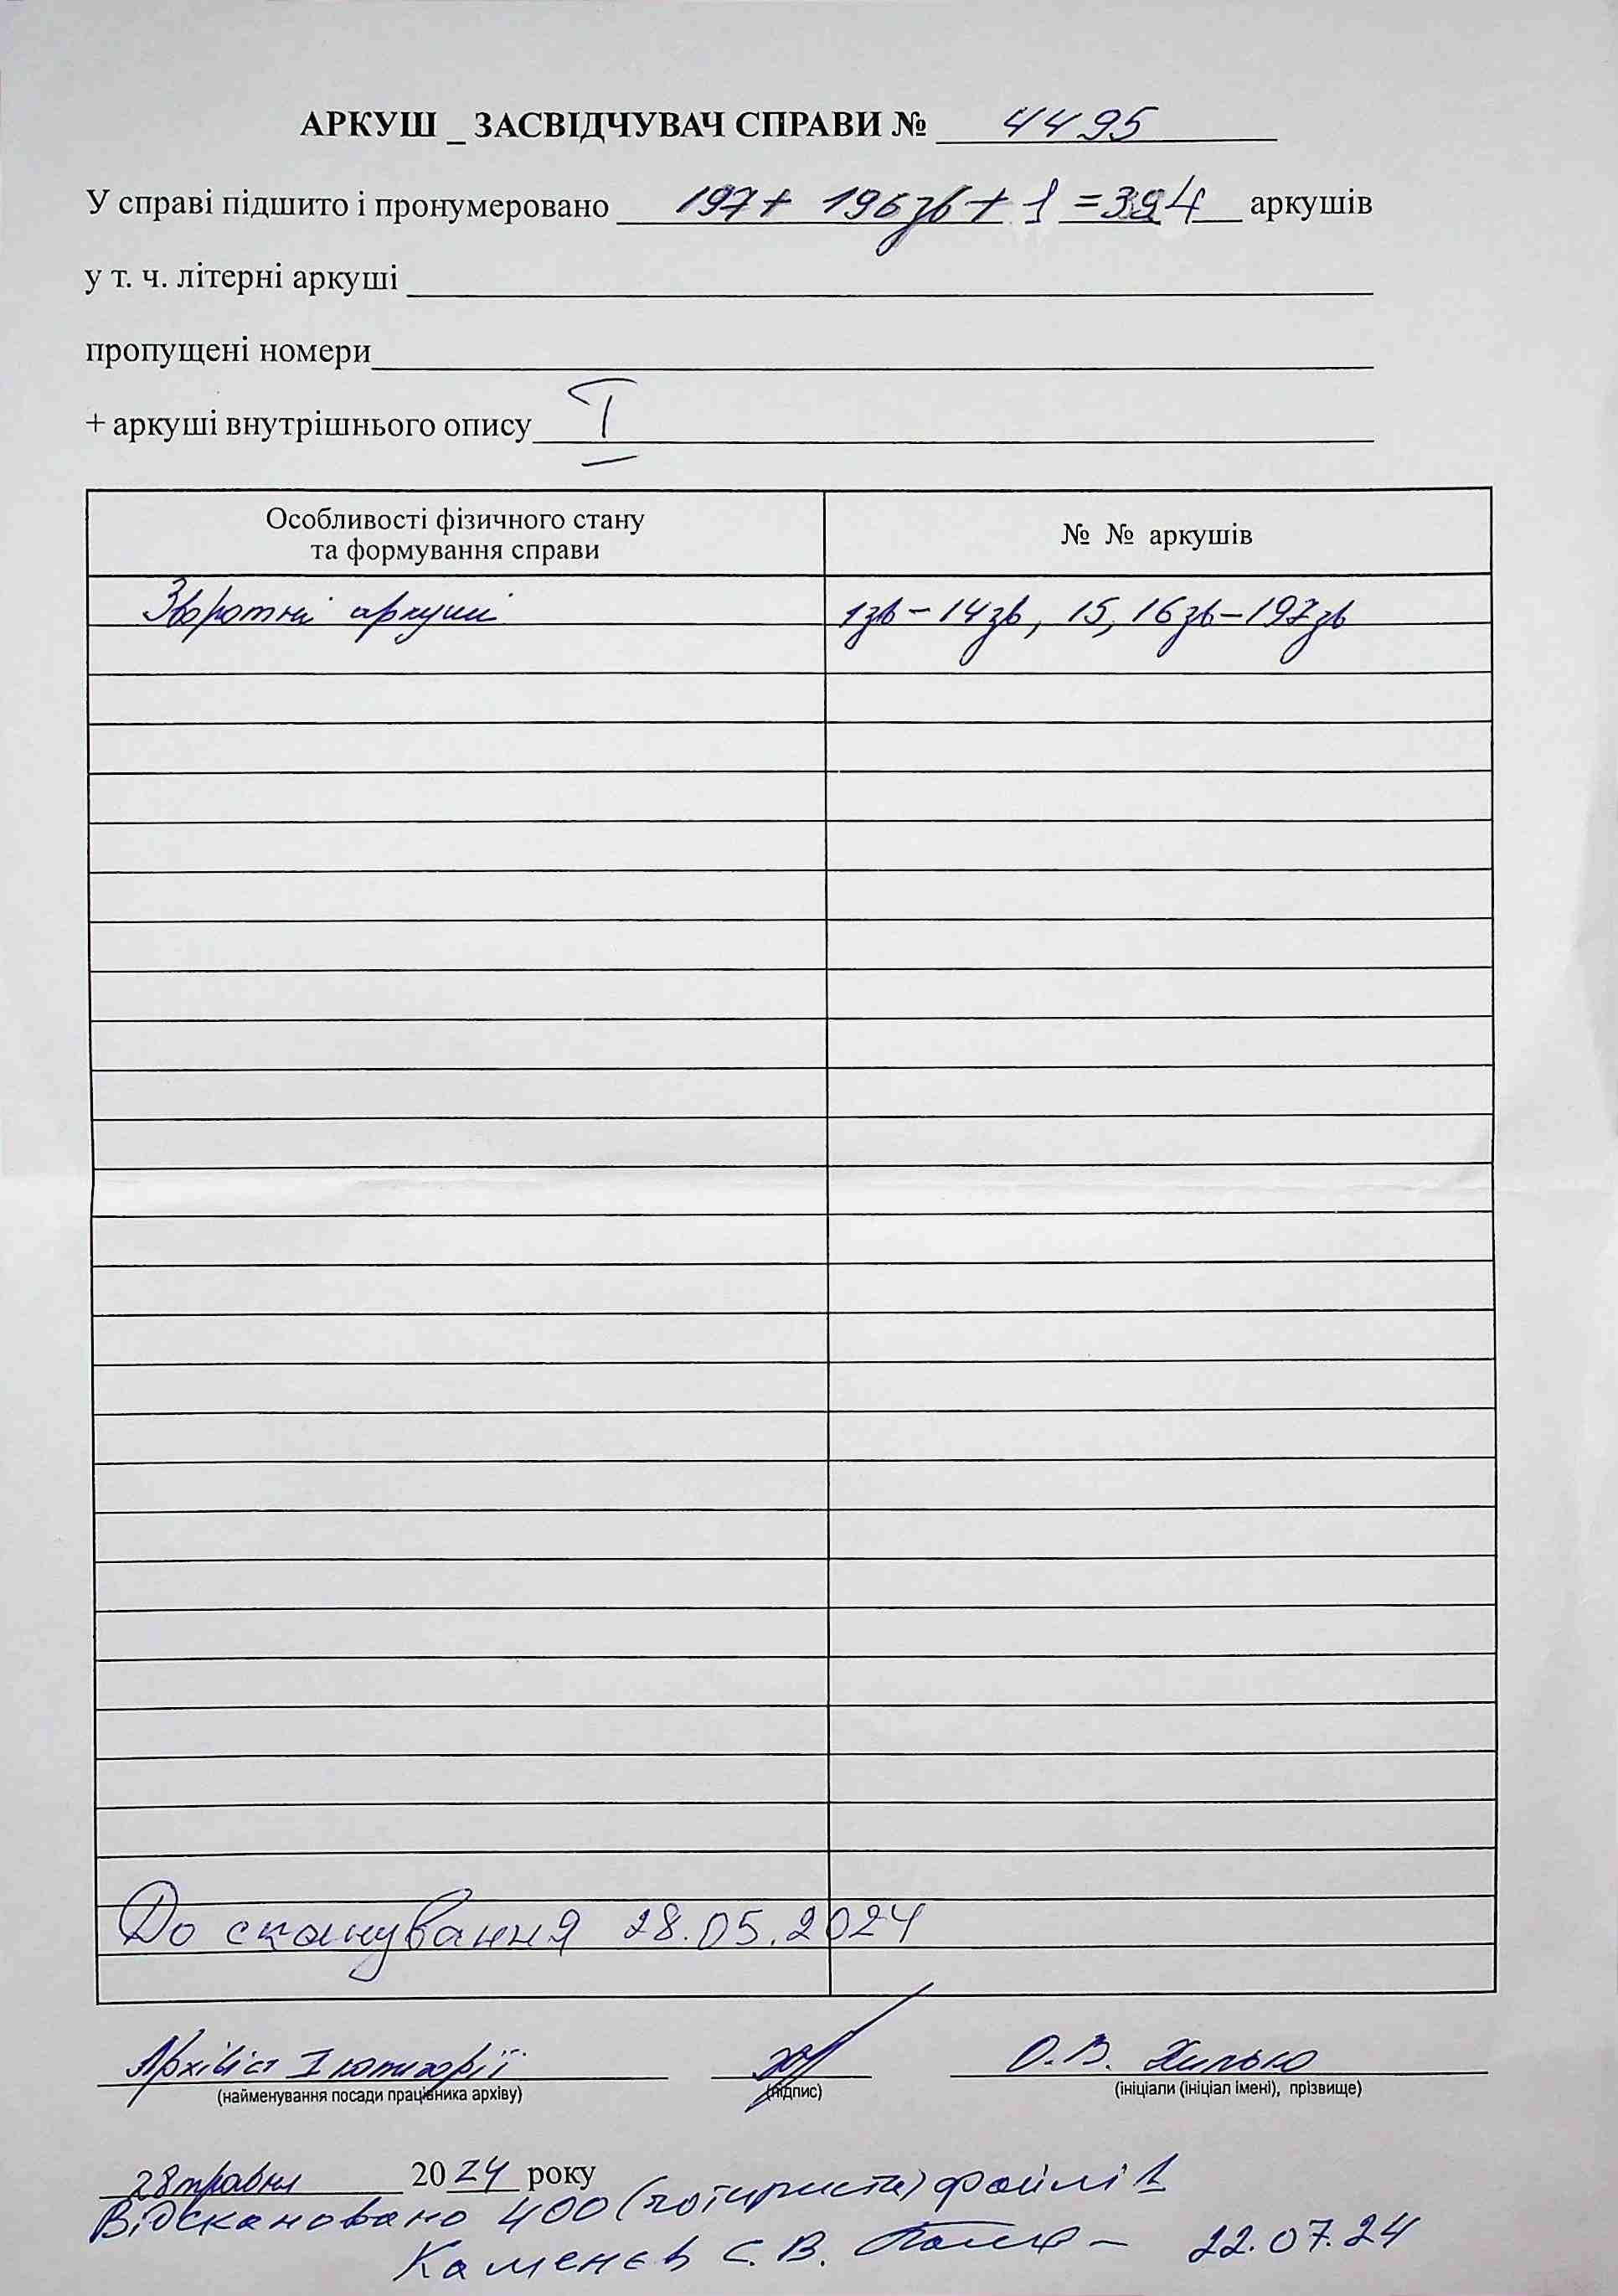 АРКУШ _ ЗАСВІДЧУВАЧ СПРАВИ № 4495
У справі підшито і пронумеровано 197+ 196зв + 1 =394 аркушів
у т. ч. літерні аркуші
пропущені номери
+ аркуші внутрішнього опису 1
Особливості фізичного стану та формування справи
№ № аркушів
Зворотні аркуші 1зв – 14зв, 15, 16зв – 197зв
До сканування 28.05.2024
Архівіст І категорії О.В. Хилько
(найменування посади працівника архіву) (підпис) (ініціали (ініціал імені), прізвище)
28 травня 2024 року
Відскановано 400 (чотириста) файлів
Каменєв С. В. 22.07.24